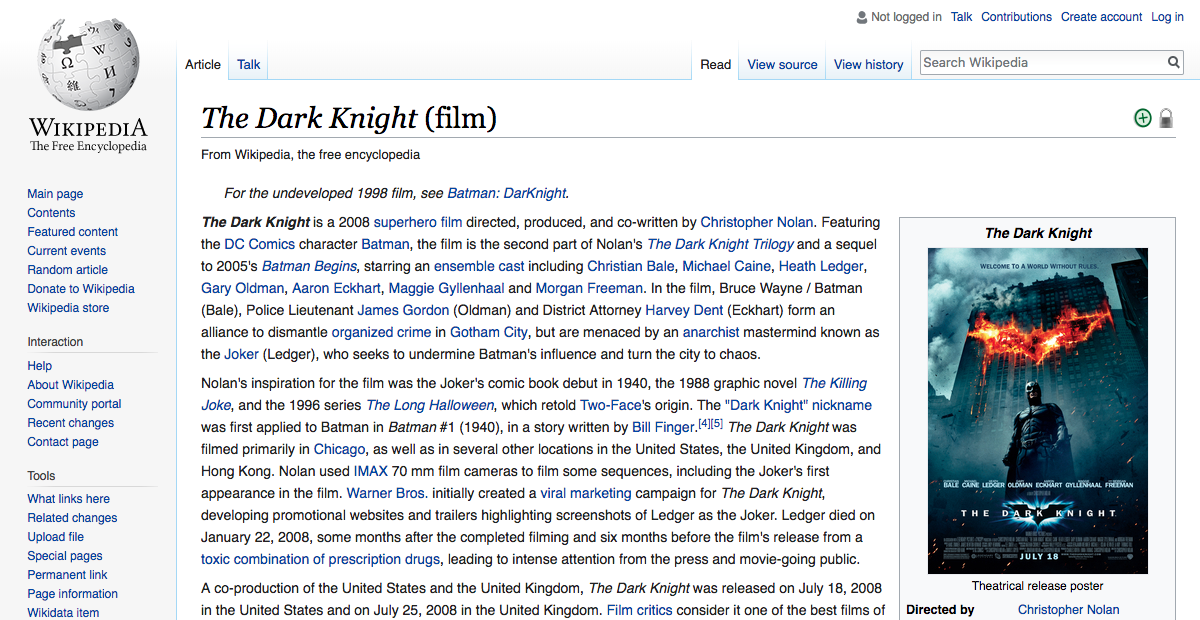 Not logged in Talk Contributions Create account Log in
Article Talk Read View source View history Search Wikipedia
Ω W И 維
WIKIPEDIA
The Free Encyclopedia
The Dark Knight (film)
From Wikipedia, the free encyclopedia
For the undeveloped 1998 film, see Batman: DarkKnight.
Main page
Contents
Featured content
Current events
Random article
Donate to Wikipedia
Wikipedia store
Interaction
Help
About Wikipedia
Community portal
Recent changes
Contact page
Tools
What links here
Related changes
Upload file
Special pages
Permanent link
Page information
Wikidata item
The Dark Knight is a 2008 superhero film directed, produced, and co-written by Christopher Nolan. Featuring
the DC Comics character Batman, the film is the second part of Nolan's The Dark Knight Trilogy and a sequel
to 2005's Batman Begins, starring an ensemble cast including Christian Bale, Michael Caine, Heath Ledger,
Gary Oldman, Aaron Eckhart, Maggie Gyllenhaal and Morgan Freeman. In the film, Bruce Wayne / Batman
(Bale), Police Lieutenant James Gordon (Oldman) and District Attorney Harvey Dent (Eckhart) form an
alliance to dismantle organized crime in Gotham City, but are menaced by an anarchist mastermind known as
the Joker (Ledger), who seeks to undermine Batman's influence and turn the city to chaos.
Nolan's inspiration for the film was the Joker's comic book debut in 1940, the 1988 graphic novel The Killing
Joke, and the 1996 series The Long Halloween, which retold Two-Face's origin. The "Dark Knight" nickname
was first applied to Batman in Batman #1 (1940), in a story written by Bill Finger.[4][5] The Dark Knight was
filmed primarily in Chicago, as well as in several other locations in the United States, the United Kingdom, and
Hong Kong. Nolan used IMAX 70 mm film cameras to film some sequences, including the Joker's first
appearance in the film. Warner Bros. initially created a viral marketing campaign for The Dark Knight,
developing promotional websites and trailers highlighting screenshots of Ledger as the Joker. Ledger died on
January 22, 2008, some months after the completed filming and six months before the film's release from a
toxic combination of prescription drugs, leading to intense attention from the press and movie-going public.
A co-production of the United States and the United Kingdom, The Dark Knight was released on July 18, 2008
in the United States and on July 25, 2008 in the United Kingdom. Film critics consider it one of the best films of
The Dark Knight
WELCOME TO A WORLD WITHOUT RULES.
BALE CAINE LEDGER OLDMAN ECKHART GYLLENHAAL FREEMAN
THE DARK KNIGHT
JULY 18
Theatrical release poster
Directed by Christopher Nolan